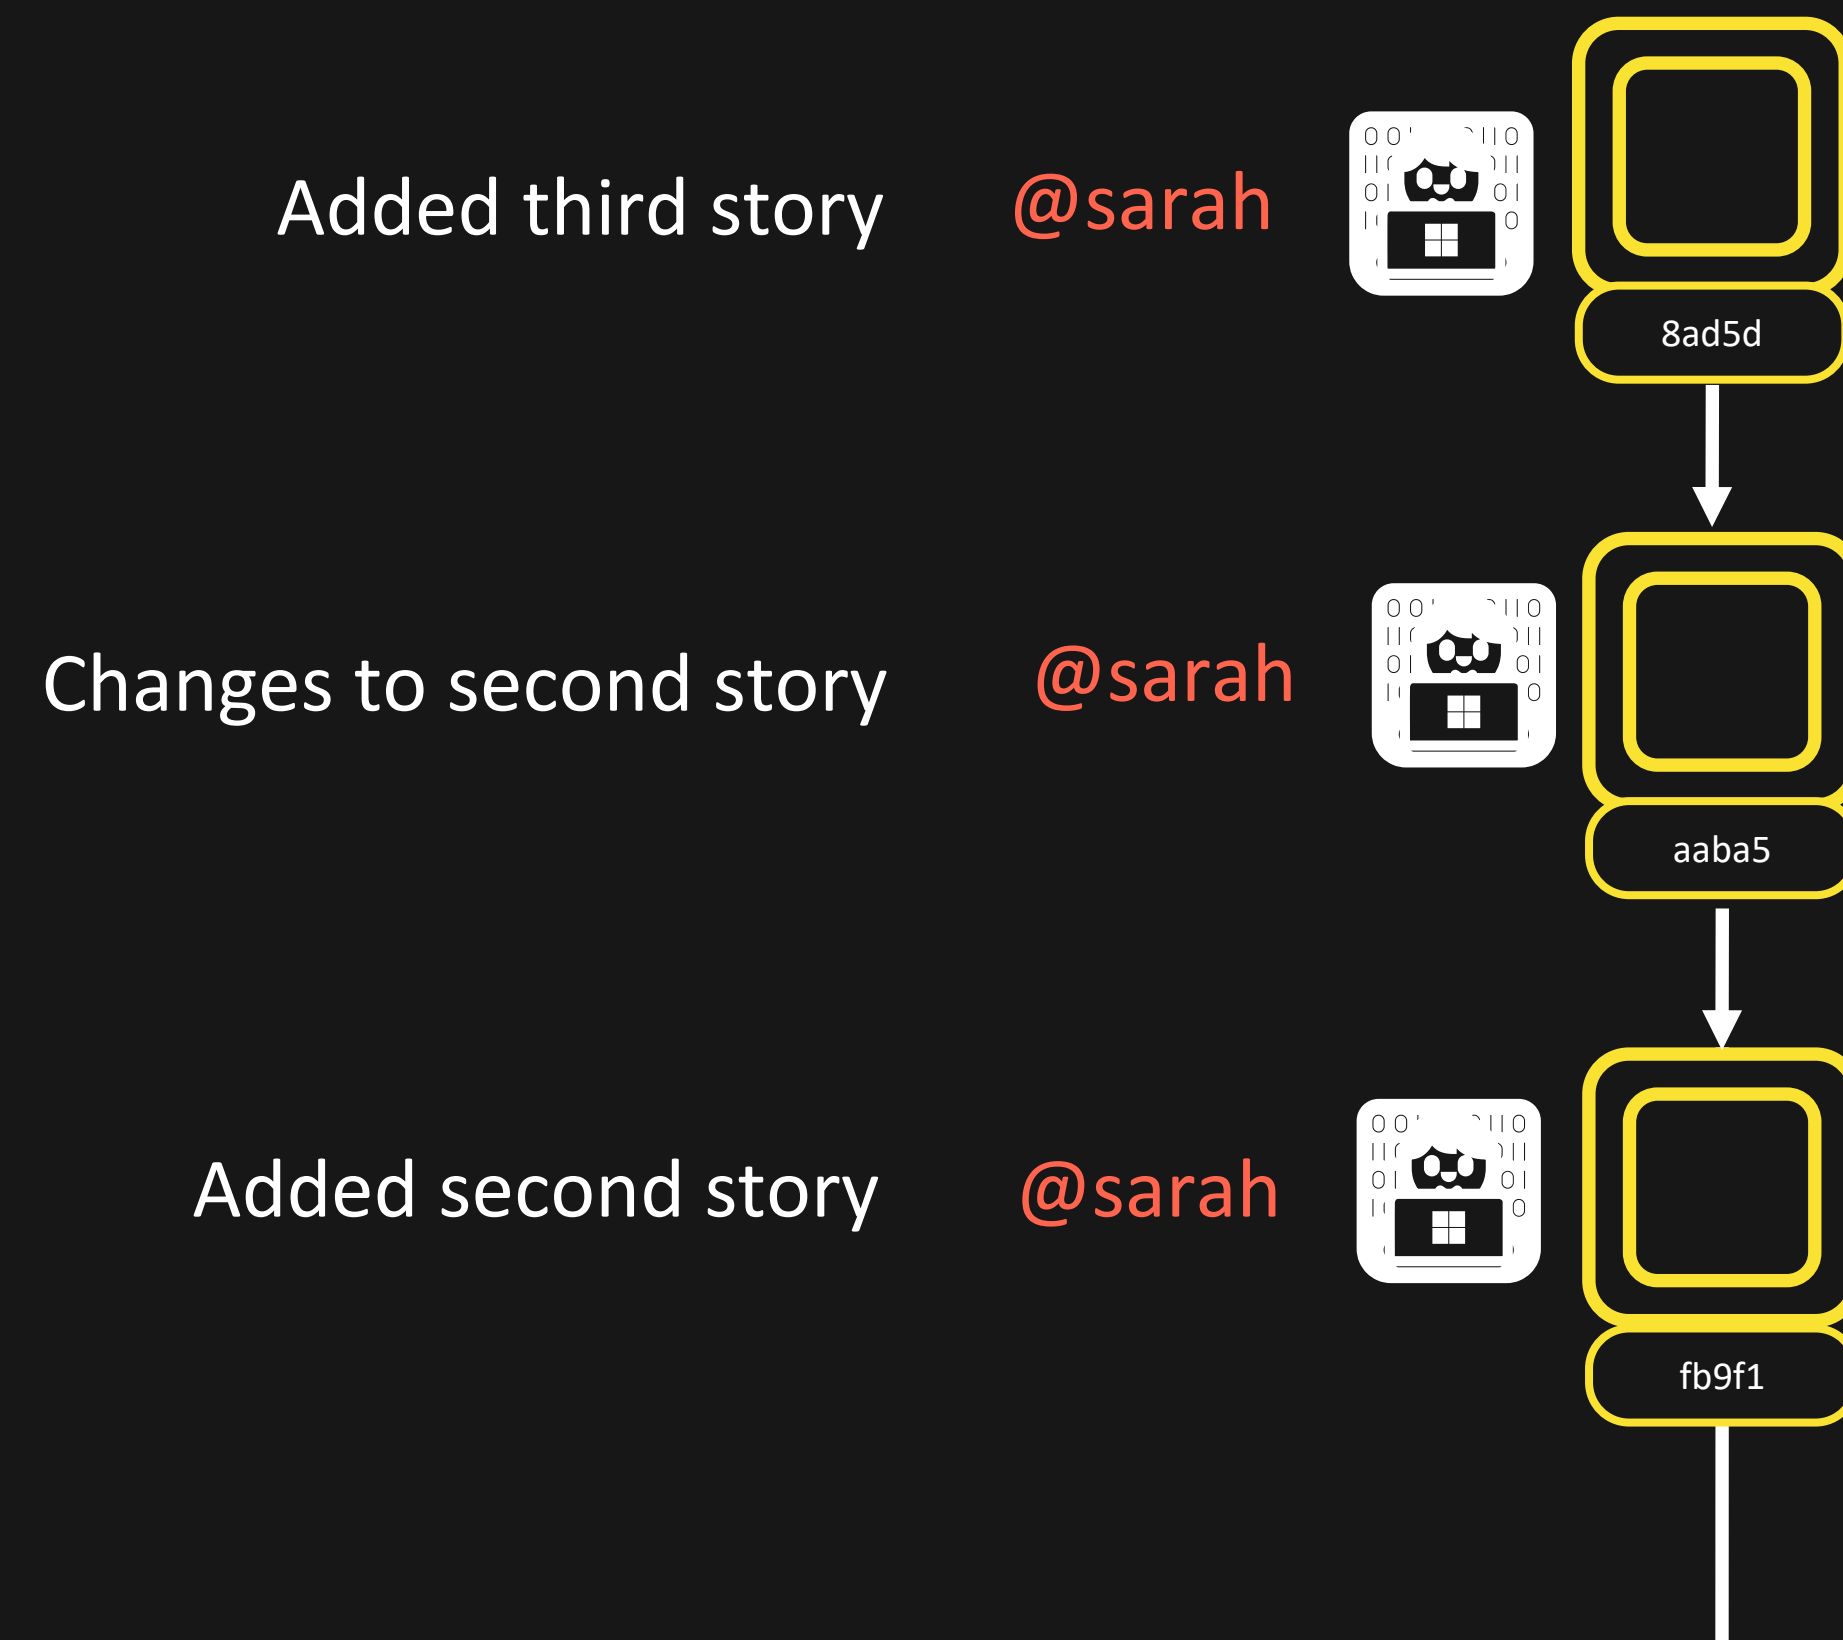 Added third story @sarah
8ad5d
Changes to second story @sarah
aaba5
Added second story @sarah
fb9f1